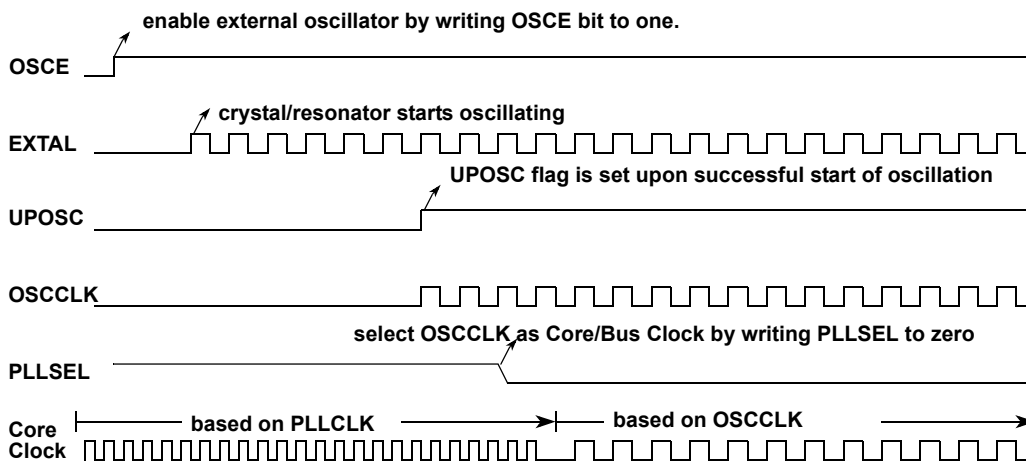 enable external oscillator by writing OSCE bit to one.
OSCE
crystal/resonator starts oscillating
EXTAL
UPOSC flag is set upon successful start of oscillation
UPOSC
OSCCLK
select OSCCLK as Core/Bus Clock by writing PLLSEL to zero
PLLSEL
based on PLLCLK
based on OSCCLK
Core
Clock